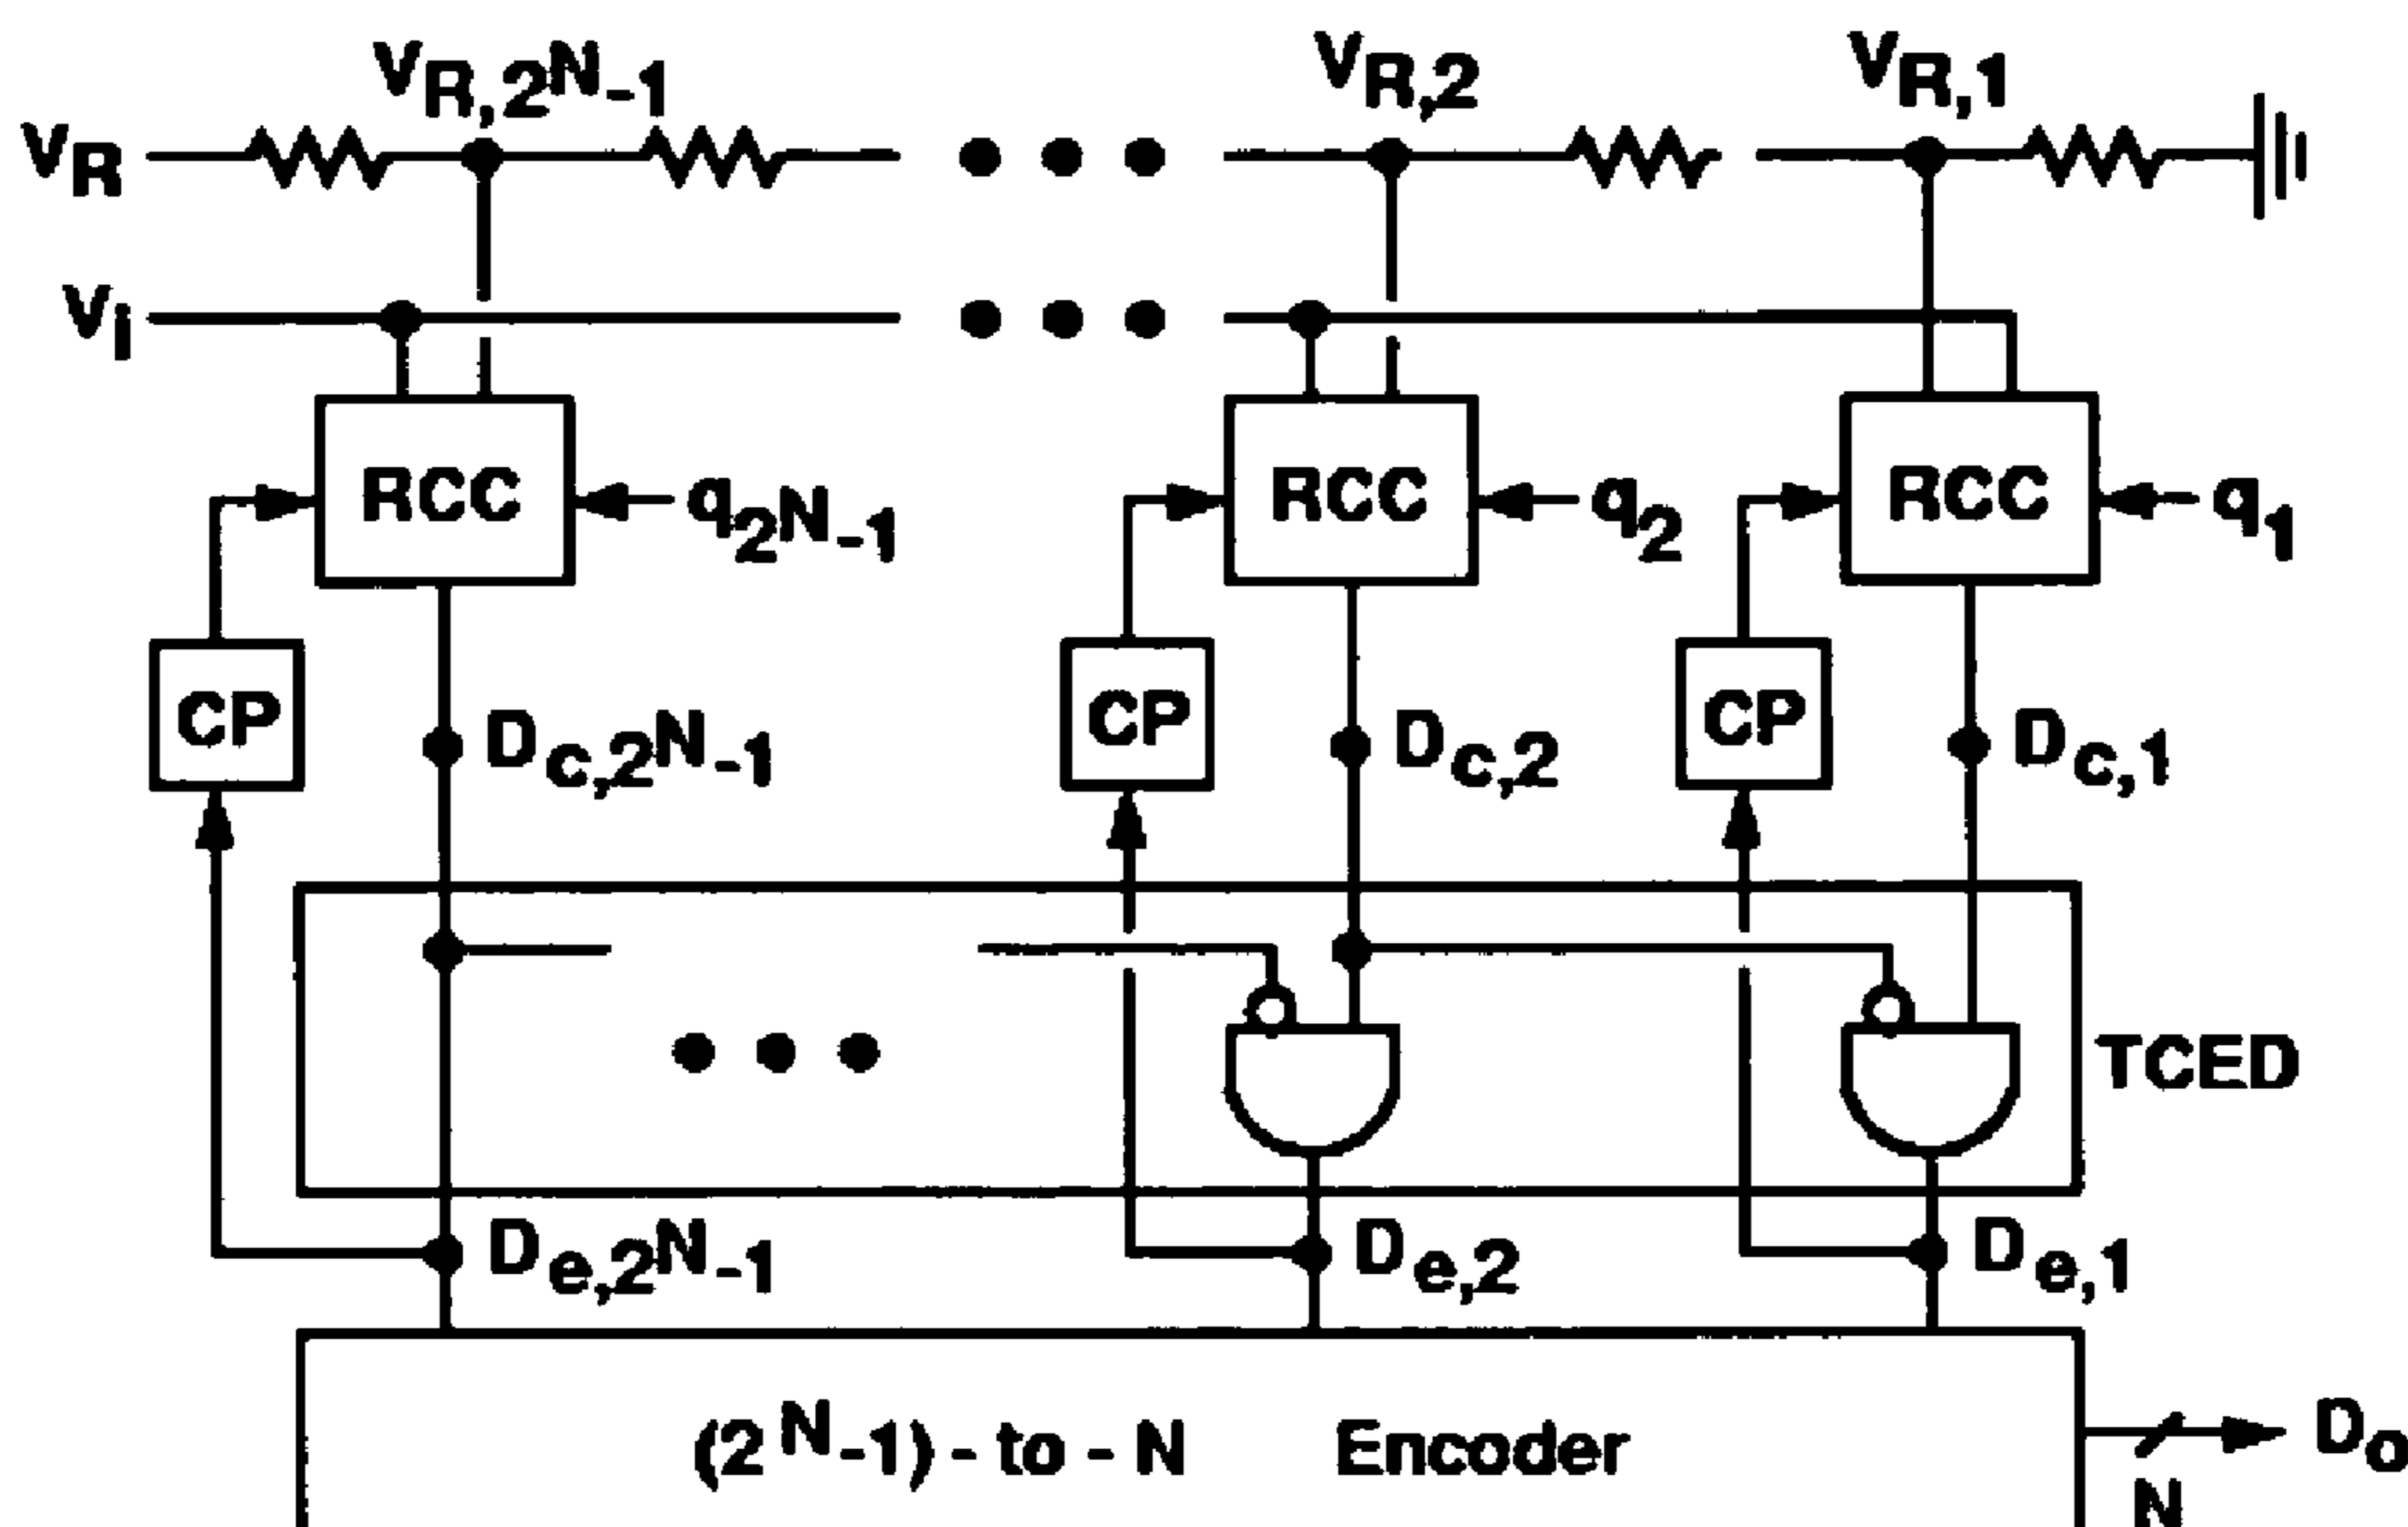 VR,2N-1 VR,2 VR,1
VR
Vi
RCC q2N-1 RCC q2 RCC q1
CP Dc,2N-1 CP Dc,2 CP Dc,1
TCED
De,2N-1 De,2 De,1
(2N-1)-to-N Encoder
Do
N